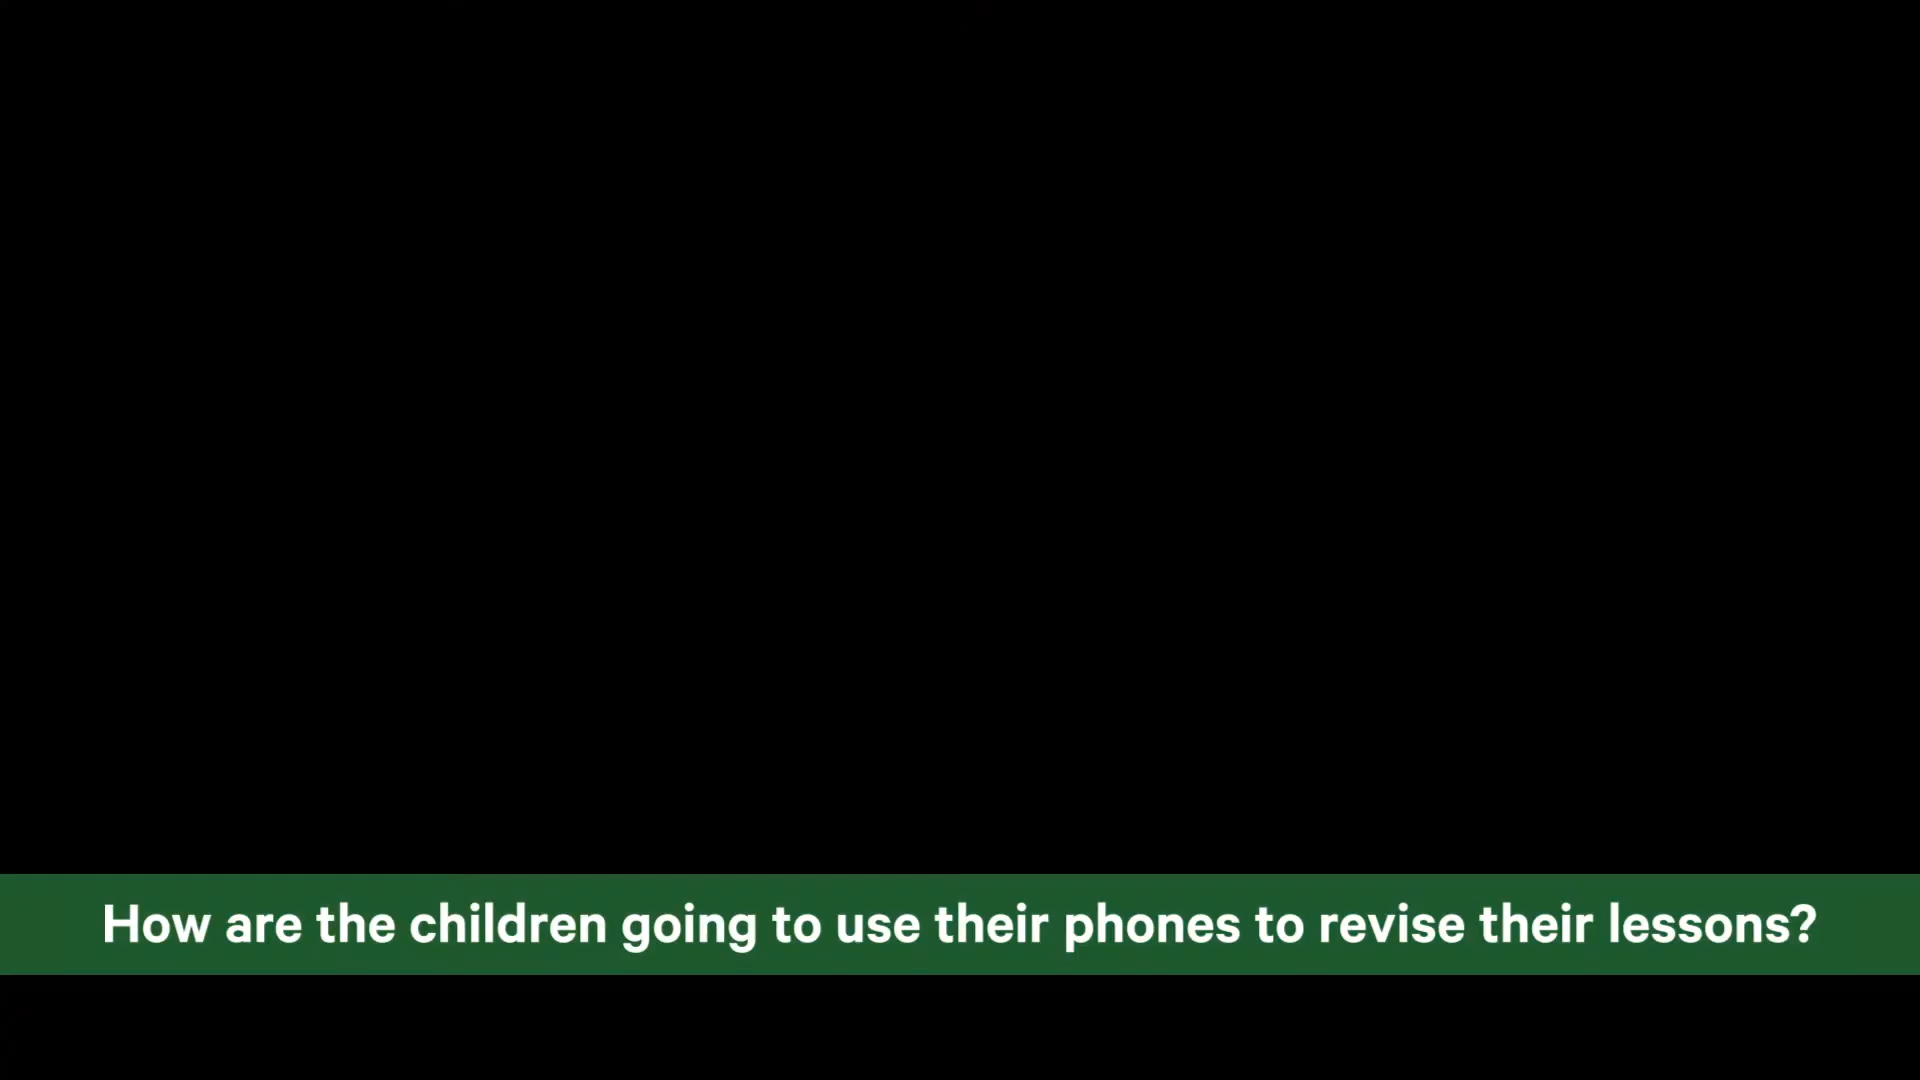 How are the children going to use their phones to revise their lessons?